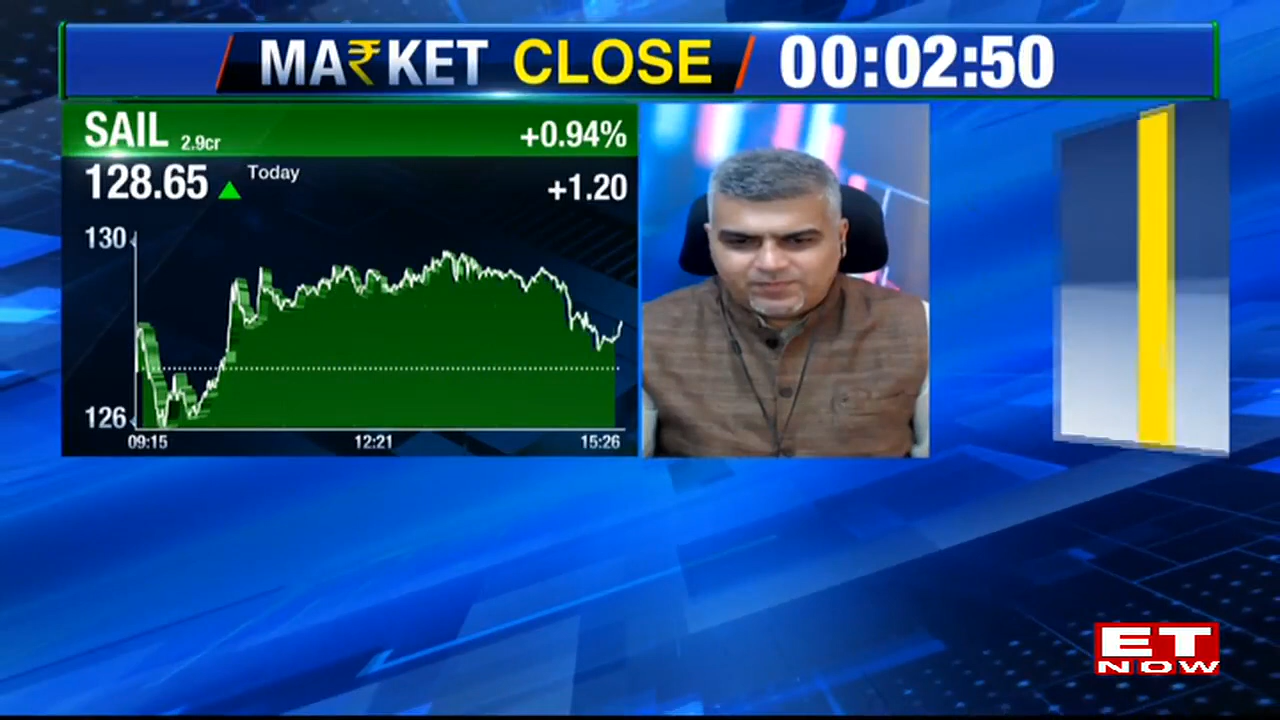 MA₹KET CLOSE 00:02:50
SAIL 2.9cr +0.94%
128.65 Today +1.20
130
126
09:15 12:21 15:26
ET
NOW